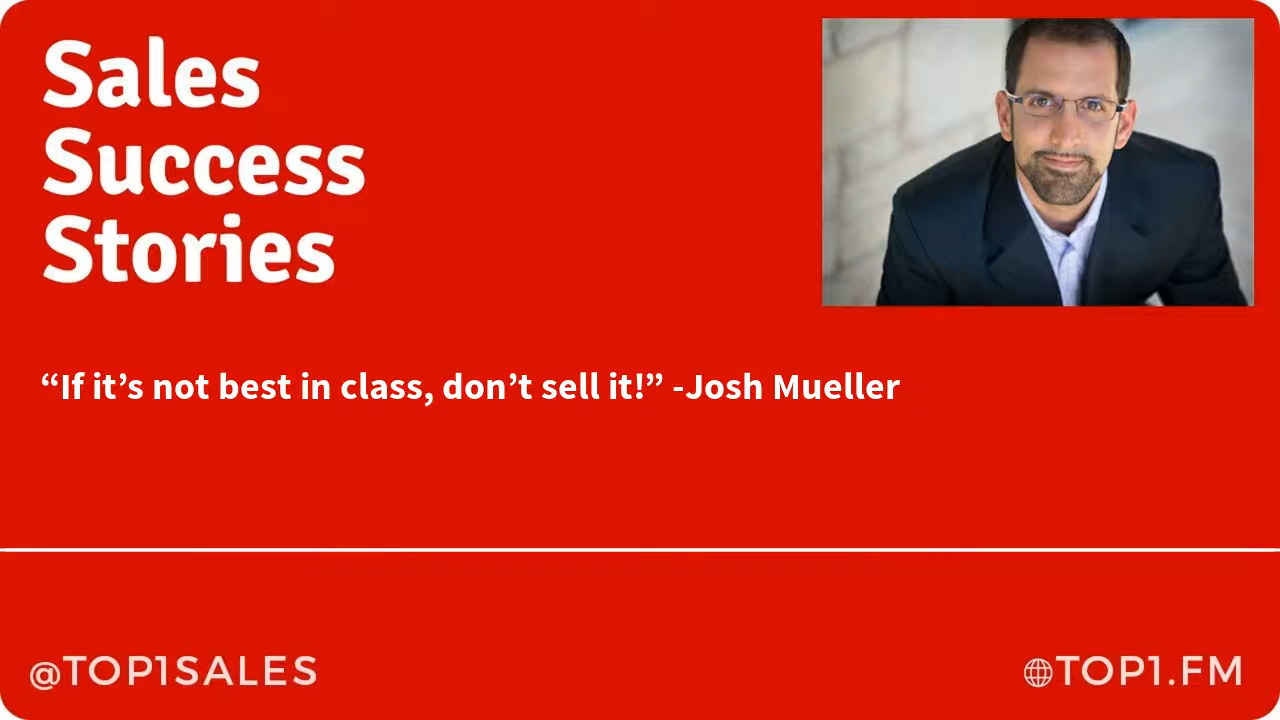 Sales
Success
Stories
“If it’s not best in class, don’t sell it!” -Josh Mueller
@TOP1SALES
TOP1.FM